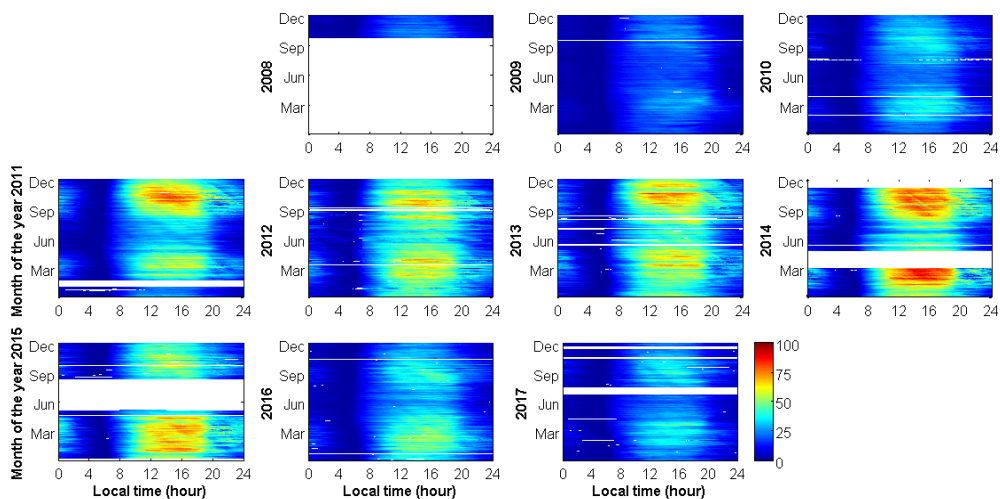 Dec
Sep
Jun
Mar
2008
0 4 8 12 16 20 24
Dec
Sep
Jun
Mar
2009
0 4 8 12 16 20 24
Dec
Sep
Jun
Mar
2010
0 4 8 12 16 20 24
Month of the year 2011
Dec
Sep
Jun
Mar
0 4 8 12 16 20 24
2012
Dec
Sep
Jun
Mar
0 4 8 12 16 20 24
2013
Dec
Sep
Jun
Mar
0 4 8 12 16 20 24
2014
Dec
Sep
Jun
Mar
0 4 8 12 16 20 24
Month of the year 2015
Dec
Sep
Jun
Mar
0 4 8 12 16 20 24
Local time (hour)
2016
Dec
Sep
Jun
Mar
0 4 8 12 16 20 24
Local time (hour)
2017
Dec
Sep
Jun
Mar
0 4 8 12 16 20 24
Local time (hour)
100
75
50
25
0